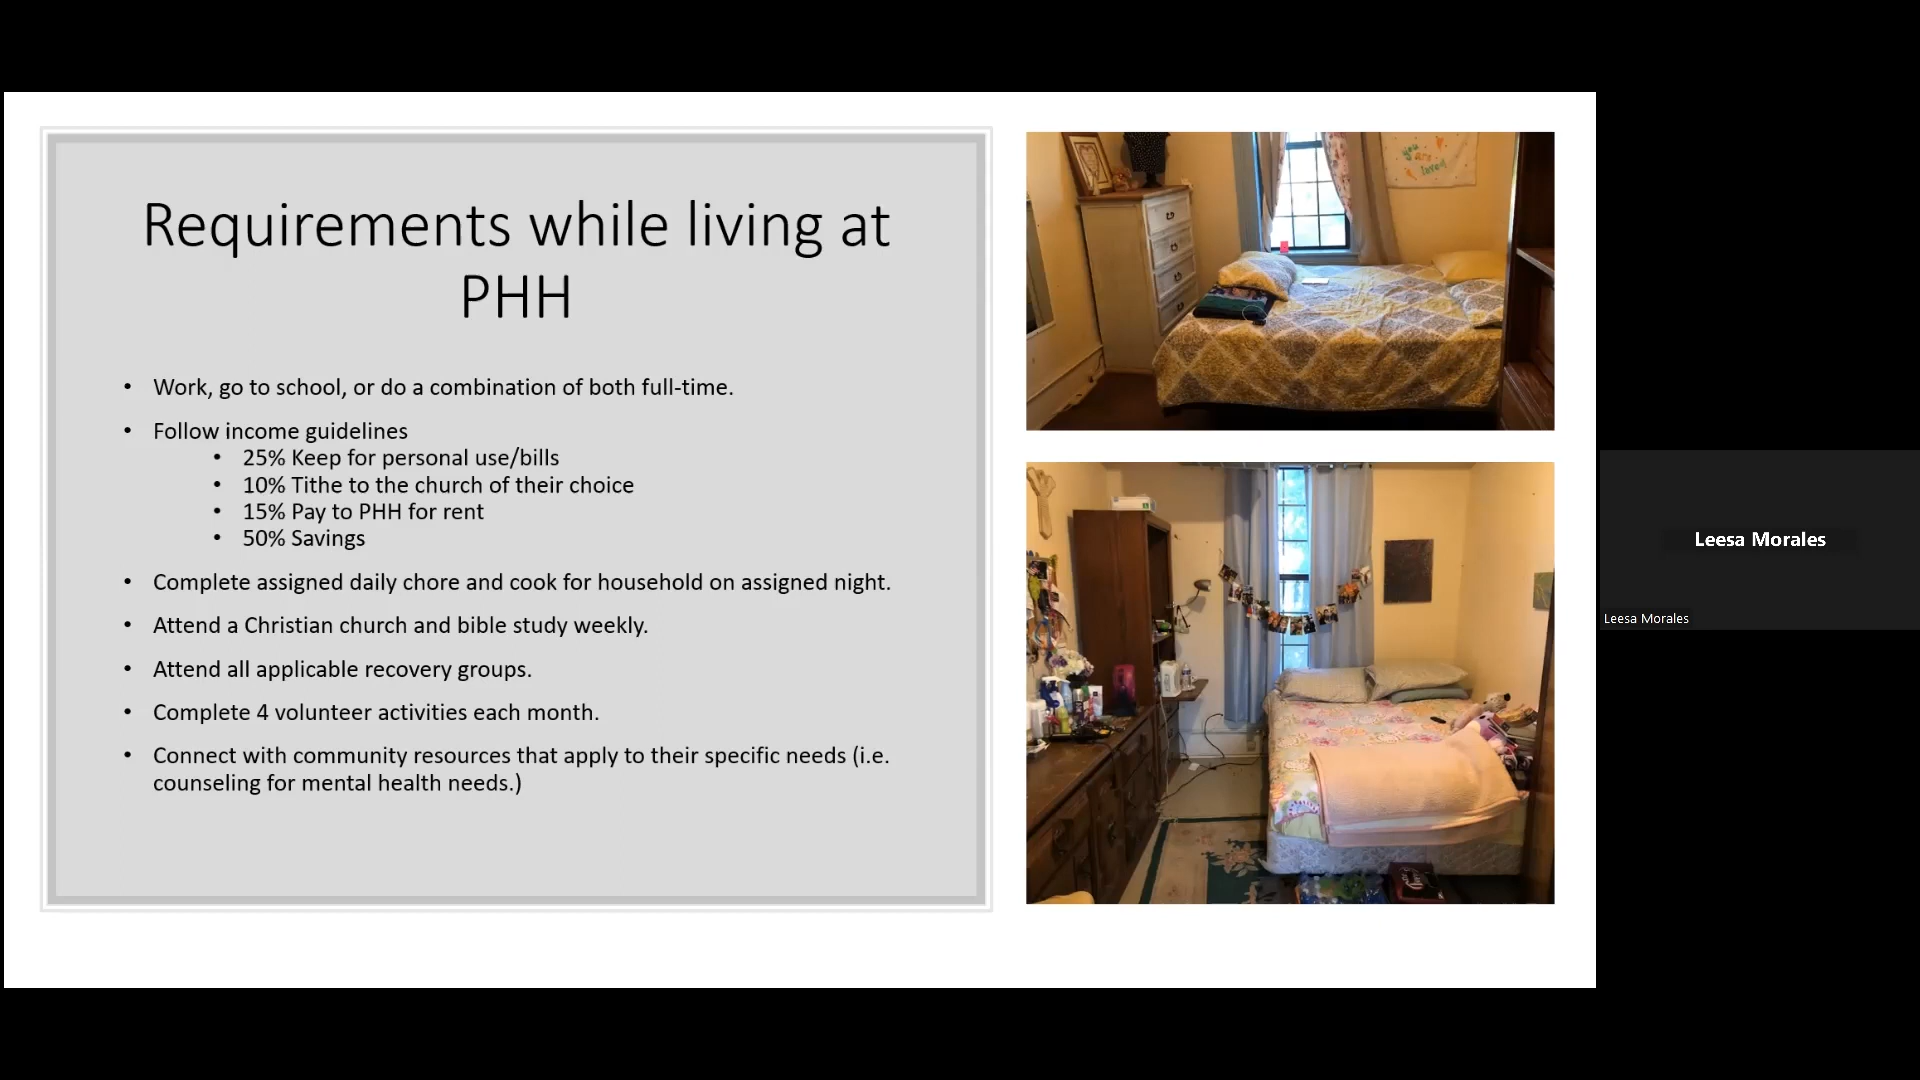 Requirements while living at
PHH
• Work, go to school, or do a combination of both full-time.
• Follow income guidelines
• 25% Keep for personal use/bills
• 10% Tithe to the church of their choice
• 15% Pay to PHH for rent
• 50% Savings
• Complete assigned daily chore and cook for household on assigned night.
• Attend a Christian church and bible study weekly.
• Attend all applicable recovery groups.
• Complete 4 volunteer activities each month.
• Connect with community resources that apply to their specific needs (i.e.
counseling for mental health needs.)
you
are
loved
Leesa Morales
Leesa Morales